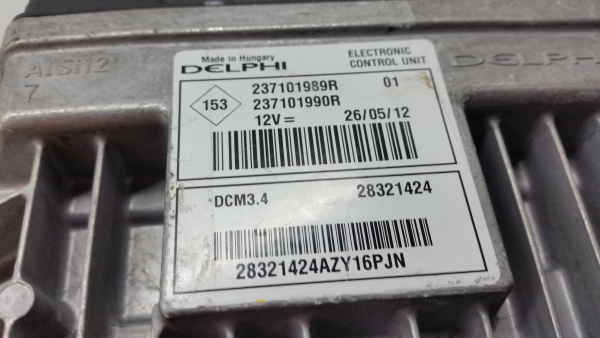 AlSi12
7
Made in Hungary
DELPHI
ELECTRONIC
CONTROL UNIT
DELPHI
153
237101989R 01
237101990R
12V= 26/05/12
DCM3.4 28321424
28321424AZY16PJN